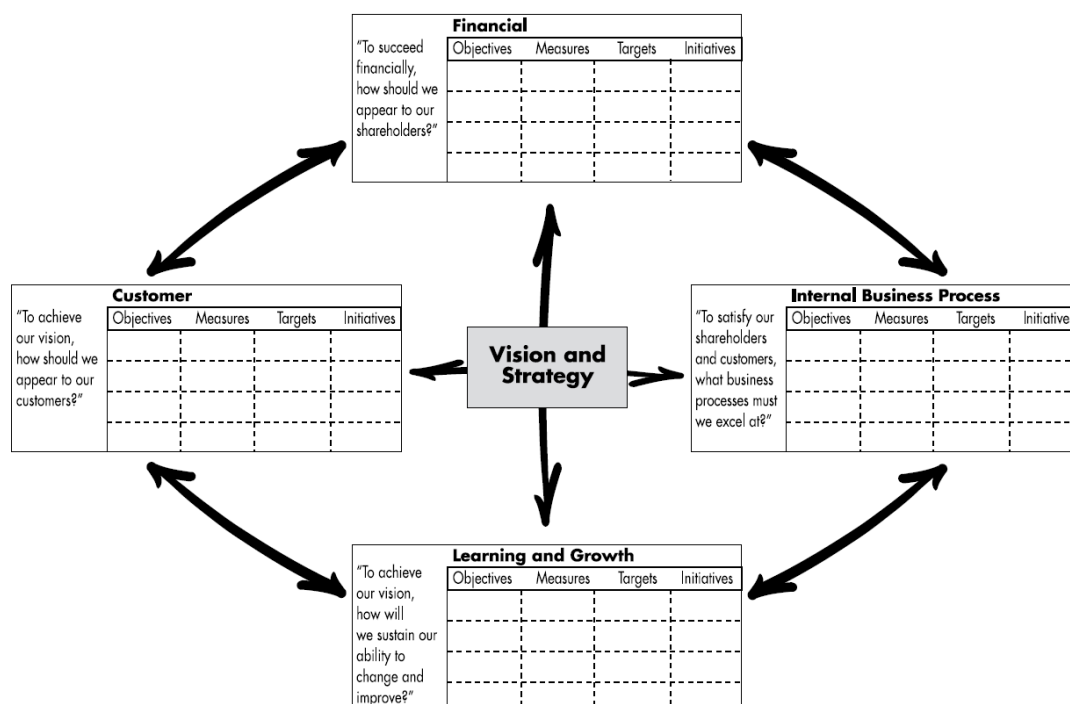 Financial
"To succeed
financially,
how should we
appear to our
shareholders?"
Objectives Measures Targets Initiatives
Customer
"To achieve
our vision,
how should we
appear to our
customers?"
Objectives Measures Targets Initiatives
Vision and
Strategy
Internal Business Process
"To satisfy our
shareholders
and customers,
what business
processes must
we excel at?"
Objectives Measures Targets Initiatives
Learning and Growth
"To achieve
our vision,
how will
we sustain our
ability to
change and
improve?"
Objectives Measures Targets Initiatives